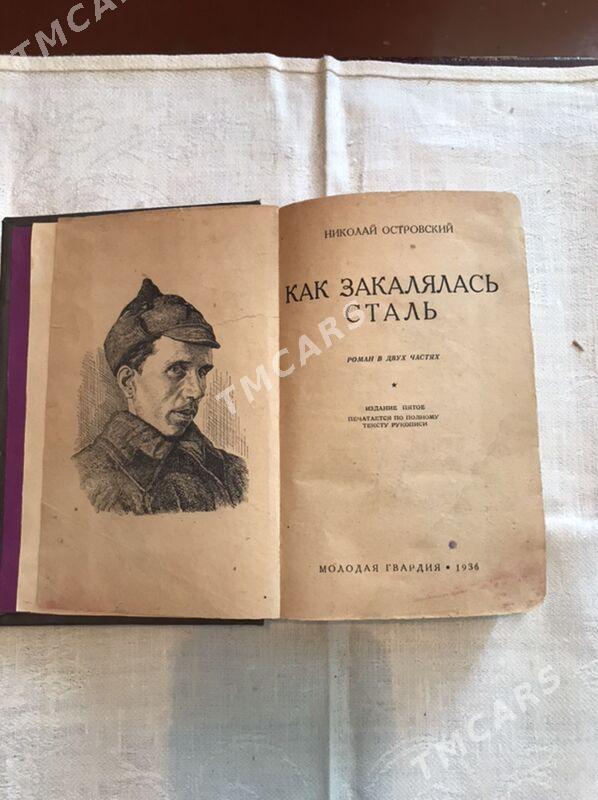 TMCARS
НИКОЛАЙ ОСТРОВСКИЙ
КАК ЗАКАЛЯЛАСЬ
СТАЛЬ
РОМАН В ДВУХ ЧАСТЯХ
TMCARS
ИЗДАНИЕ ПЯТОЕ
ПЕЧАТАЕТСЯ ПО ПОЛНОМУ
ТЕКСТУ РУКОПИСИ
МОЛОДАЯ ГВАРДИЯ • 1936
TMCARS